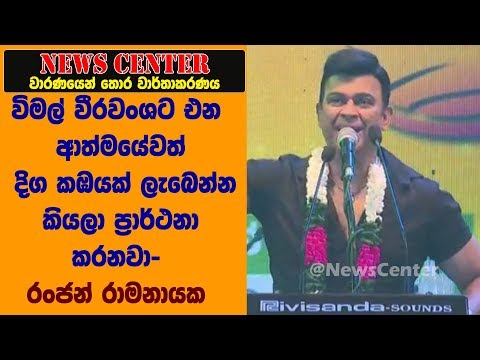 NEWS CENTER
වාරණයෙන් තොර වාර්තාකරණය
විමල් වීරවංශට එන
ආත්මයේවත්
දිග කඹයක් ලැබෙන්න
කියලා ප්‍රාර්ථනා
කරනවා-
රංජන් රාමනායක
@NewsCenter
Rivisanda-SOUNDS